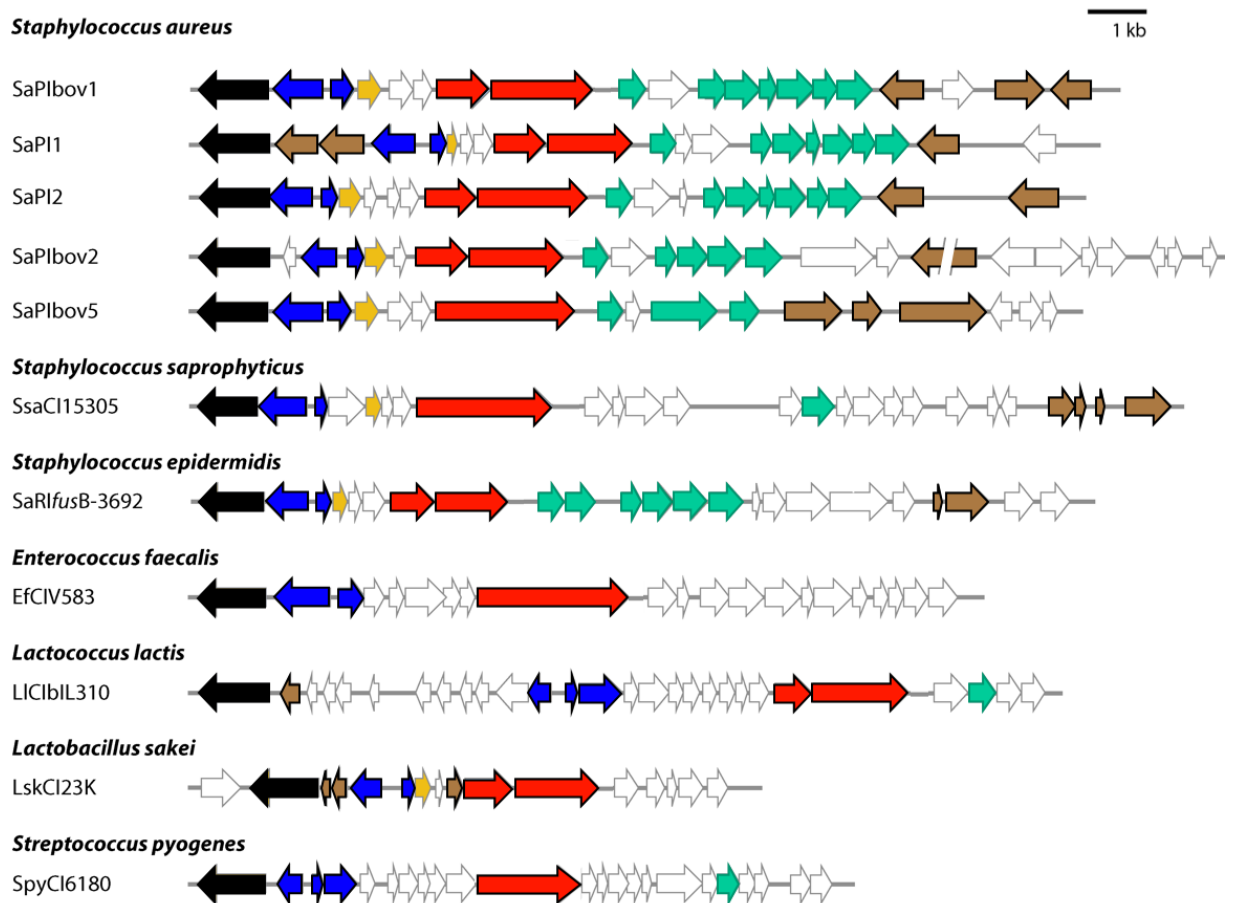 Staphylococcus aureus
1 kb
SaPIbov1
SaPI1
SaPI2
SaPIbov2
SaPIbov5
Staphylococcus saprophyticus
SsaCI15305
Staphylococcus epidermidis
SaRIfusB-3692
Enterococcus faecalis
EfCIV583
Lactococcus lactis
LlCIbIL310
Lactobacillus sakei
LskCI23K
Streptococcus pyogenes
SpyCI6180